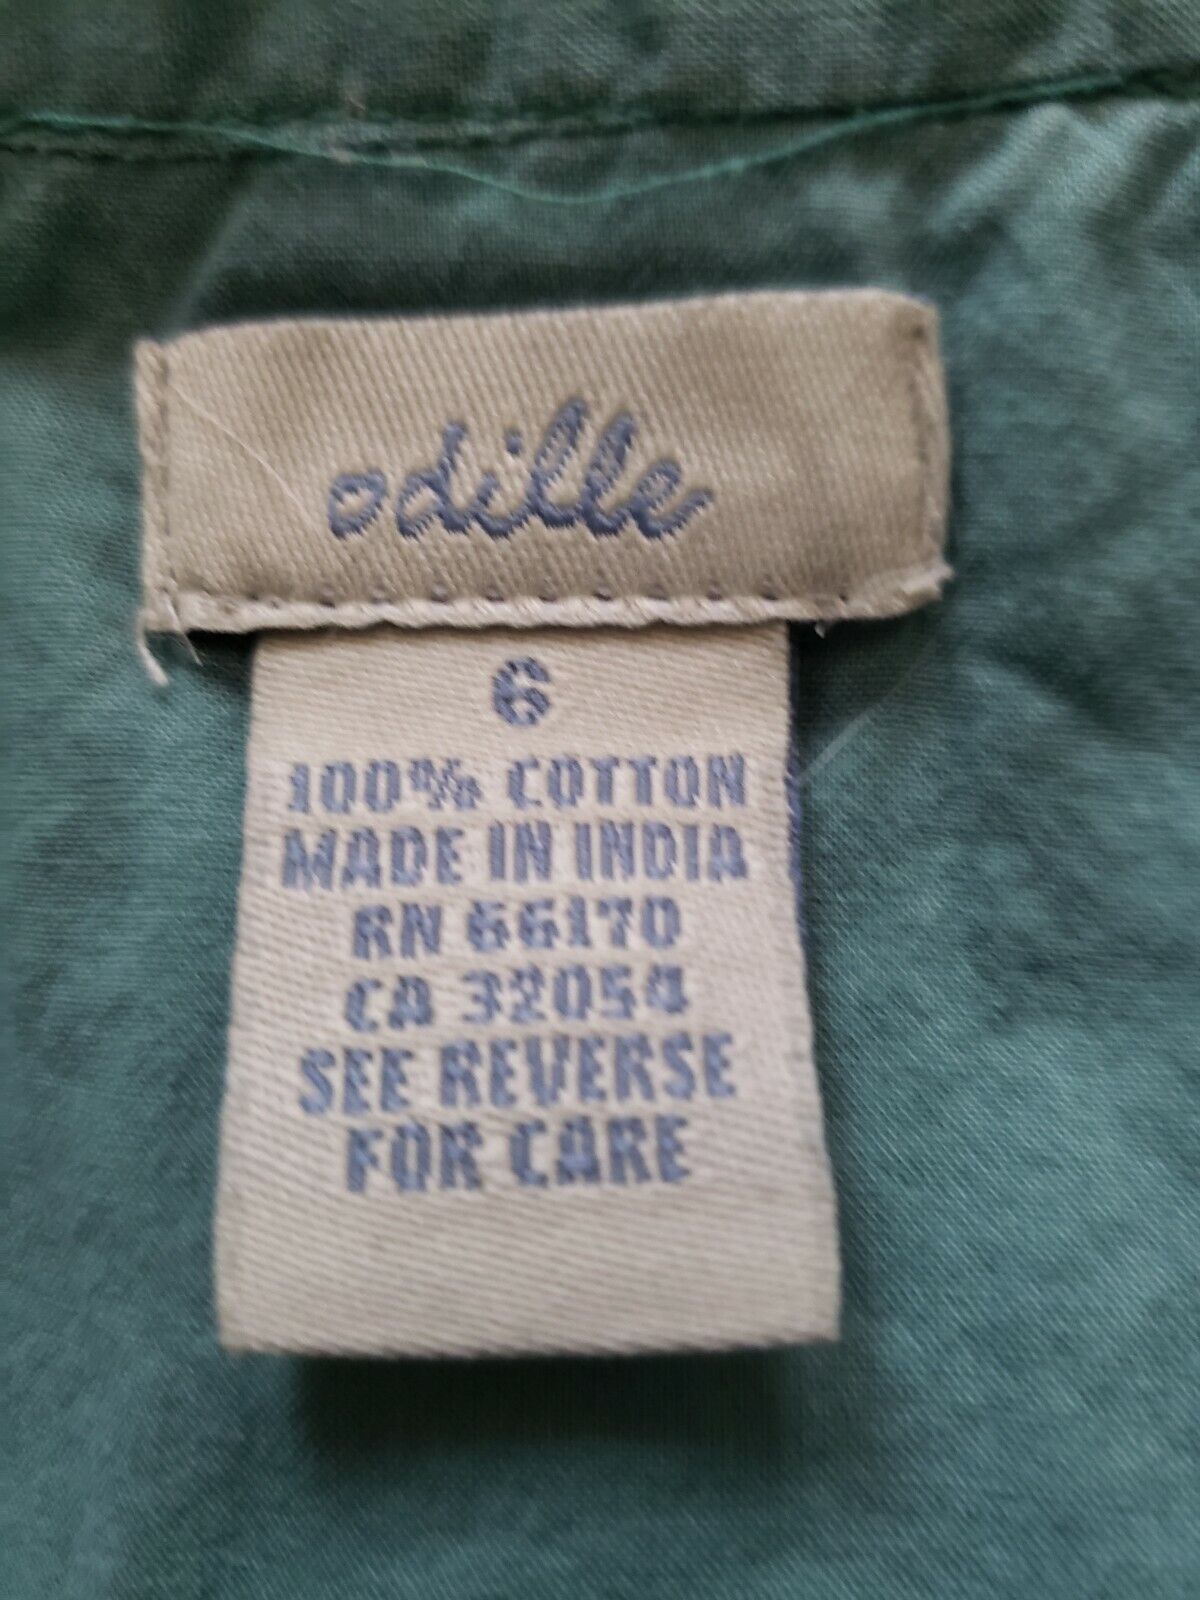 odille
6
100% COTTON
MADE IN INDIA
RN 66170
CA 32054
SEE REVERSE
FOR CARE